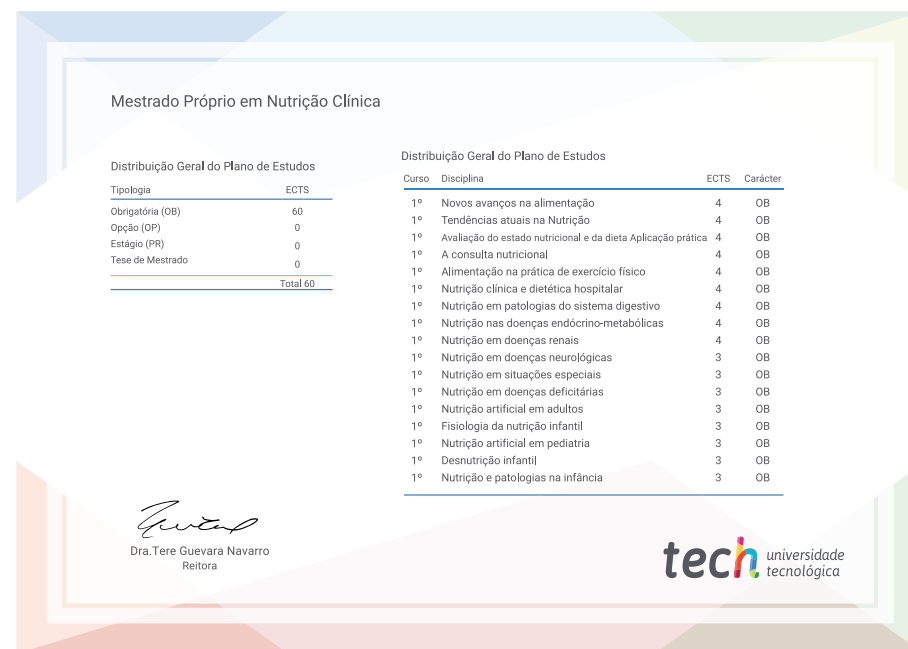 Mestrado Próprio em Nutrição Clínica
Distribuição Geral do Plano de Estudos
Tipologia ECTS
Obrigatória (OB) 60
Opção (OP) 0
Estágio (PR) 0
Tese de Mestrado 0
Total 60
Distribuição Geral do Plano de Estudos
Curso Disciplina ECTS Carácter
1º Novos avanços na alimentação 4 OB
1º Tendências atuais na Nutrição 4 OB
1º Avaliação do estado nutricional e da dieta Aplicação prática 4 OB
1º A consulta nutricional 4 OB
1º Alimentação na prática de exercício físico 4 OB
1º Nutrição clínica e dietética hospitalar 4 OB
1º Nutrição em patologias do sistema digestivo 4 OB
1º Nutrição nas doenças endócrino-metabólicas 4 OB
1º Nutrição em doenças renais 4 OB
1º Nutrição em doenças neurológicas 3 OB
1º Nutrição em situações especiais 3 OB
1º Nutrição em doenças deficitárias 3 OB
1º Nutrição artificial em adultos 3 OB
1º Fisiologia da nutrição infantil 3 OB
1º Nutrição artificial em pediatria 3 OB
1º Desnutrição infantil 3 OB
1º Nutrição e patologias na infância 3 OB
Dra.Tere Guevara Navarro
Reitora
tech universidade
tecnológica